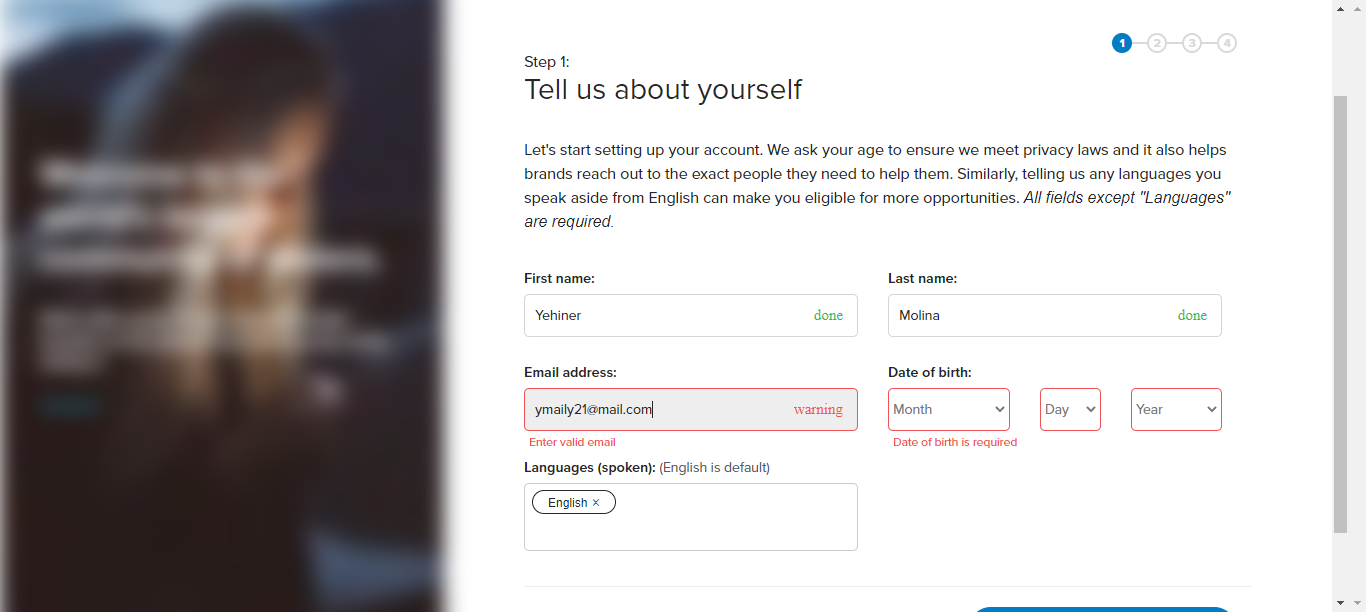 1 2 3 4
Step 1:
Tell us about yourself
Let's start setting up your account. We ask your age to ensure we meet privacy laws and it also helps
brands reach out to the exact people they need to help them. Similarly, telling us any languages you
speak aside from English can make you eligible for more opportunities. All fields except "Languages"
are required.
First name: Last name:
Yehiner done Molina done
Email address: Date of birth:
ymaily21@mail.com warning Month Day Year
Enter valid email Date of birth is required
Languages (spoken): (English is default)
English ×